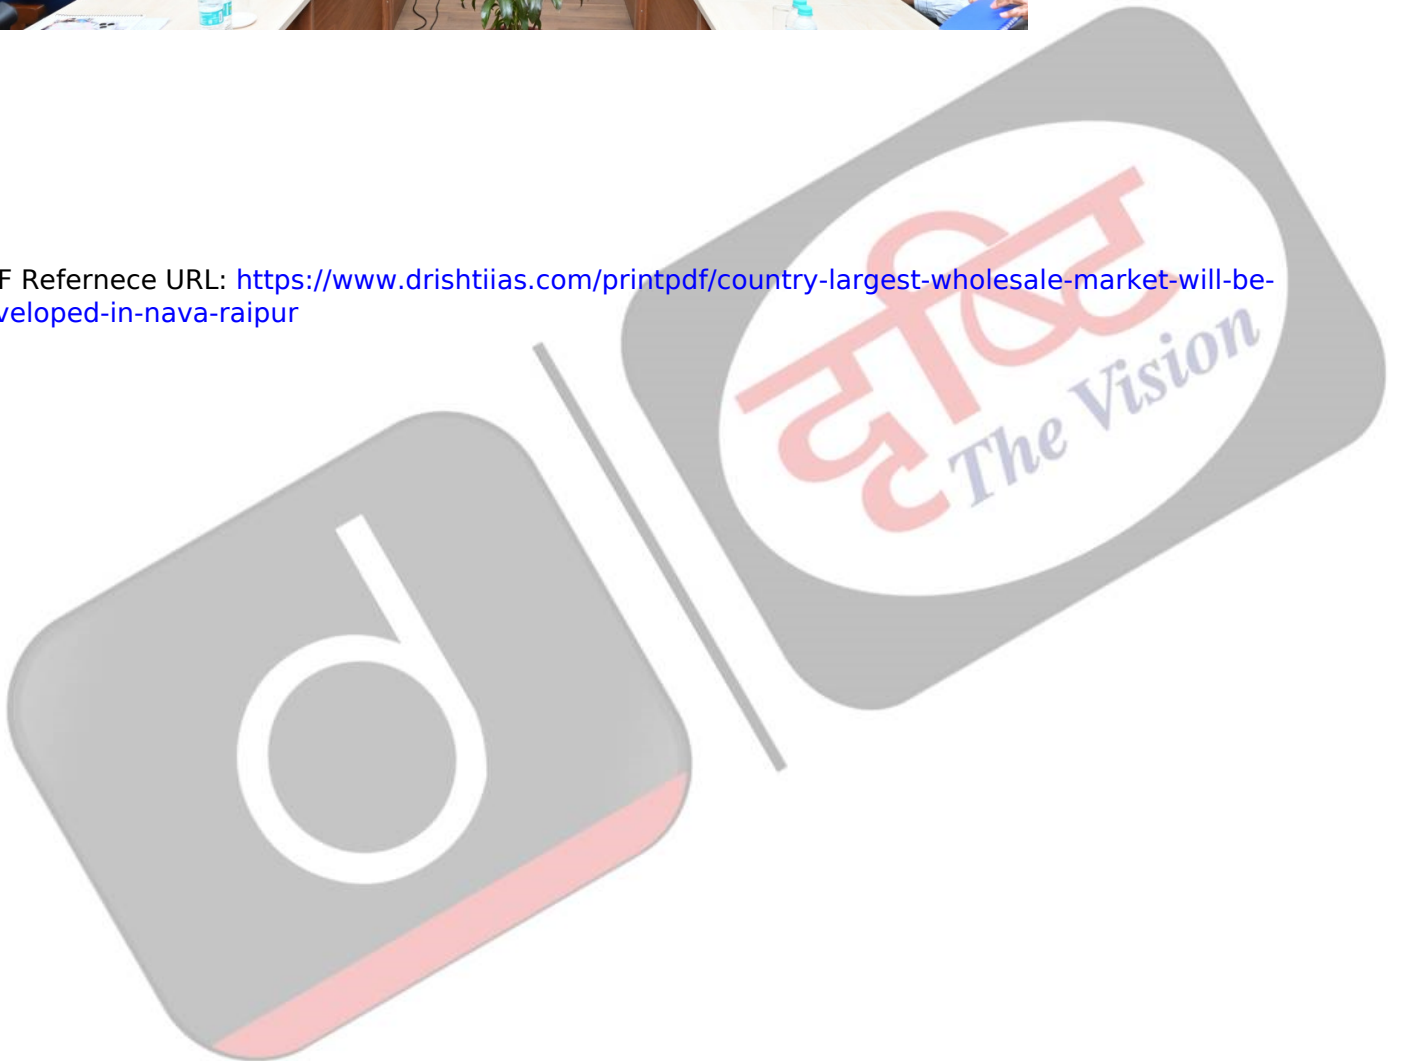 F Refernece URL: https://www.drishtiias.com/printpdf/country-largest-wholesale-market-will-be-
veloped-in-nava-raipur
दृष्टि
The Vision
d